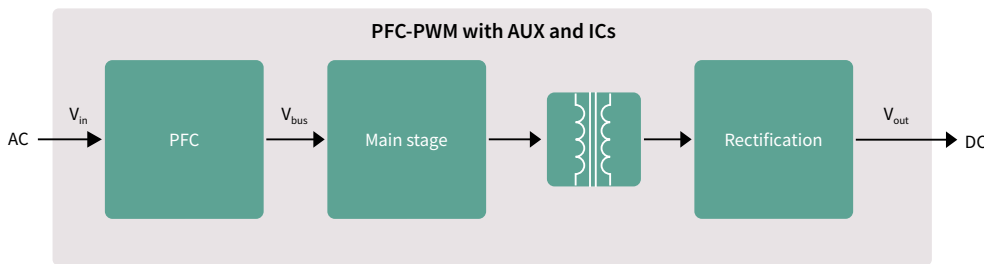 PFC-PWM with AUX and ICs
AC
Vin
PFC
Vbus
Main stage
Rectification
Vout
DC